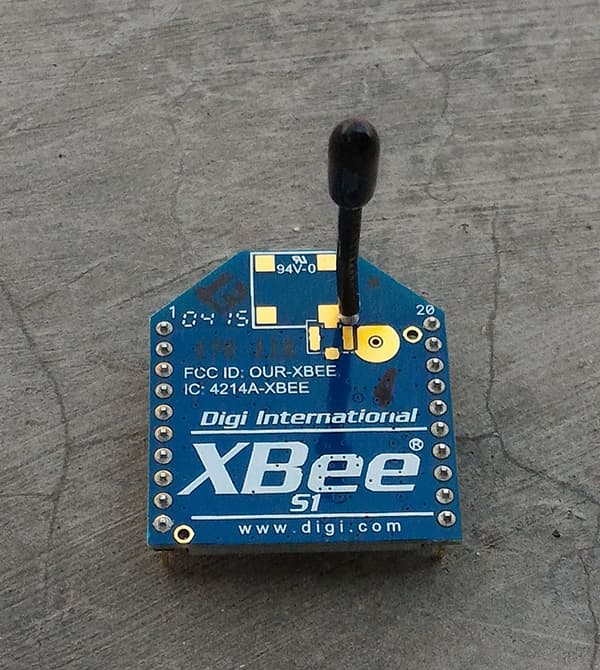 94V-0
1
20
0415
FCC ID: OUR-XBEE
IC: 4214A-XBEE
Digi International
XBee®
S1
www.digi.com